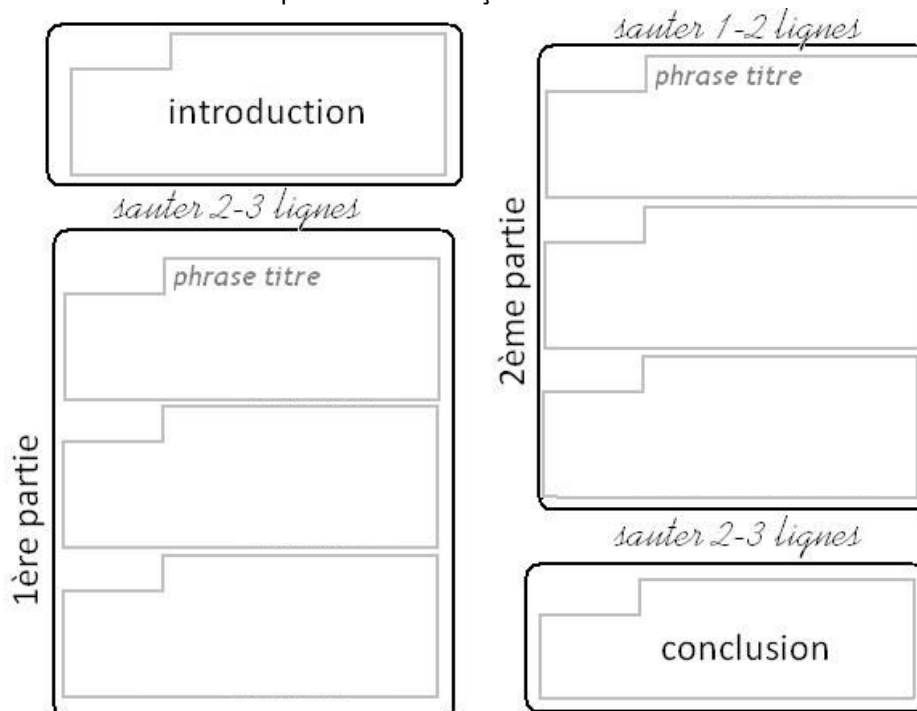 introduction
sauter 2-3 lignes
1ère partie
phrase titre
sauter 1-2 lignes
2ème partie
phrase titre
sauter 2-3 lignes
conclusion